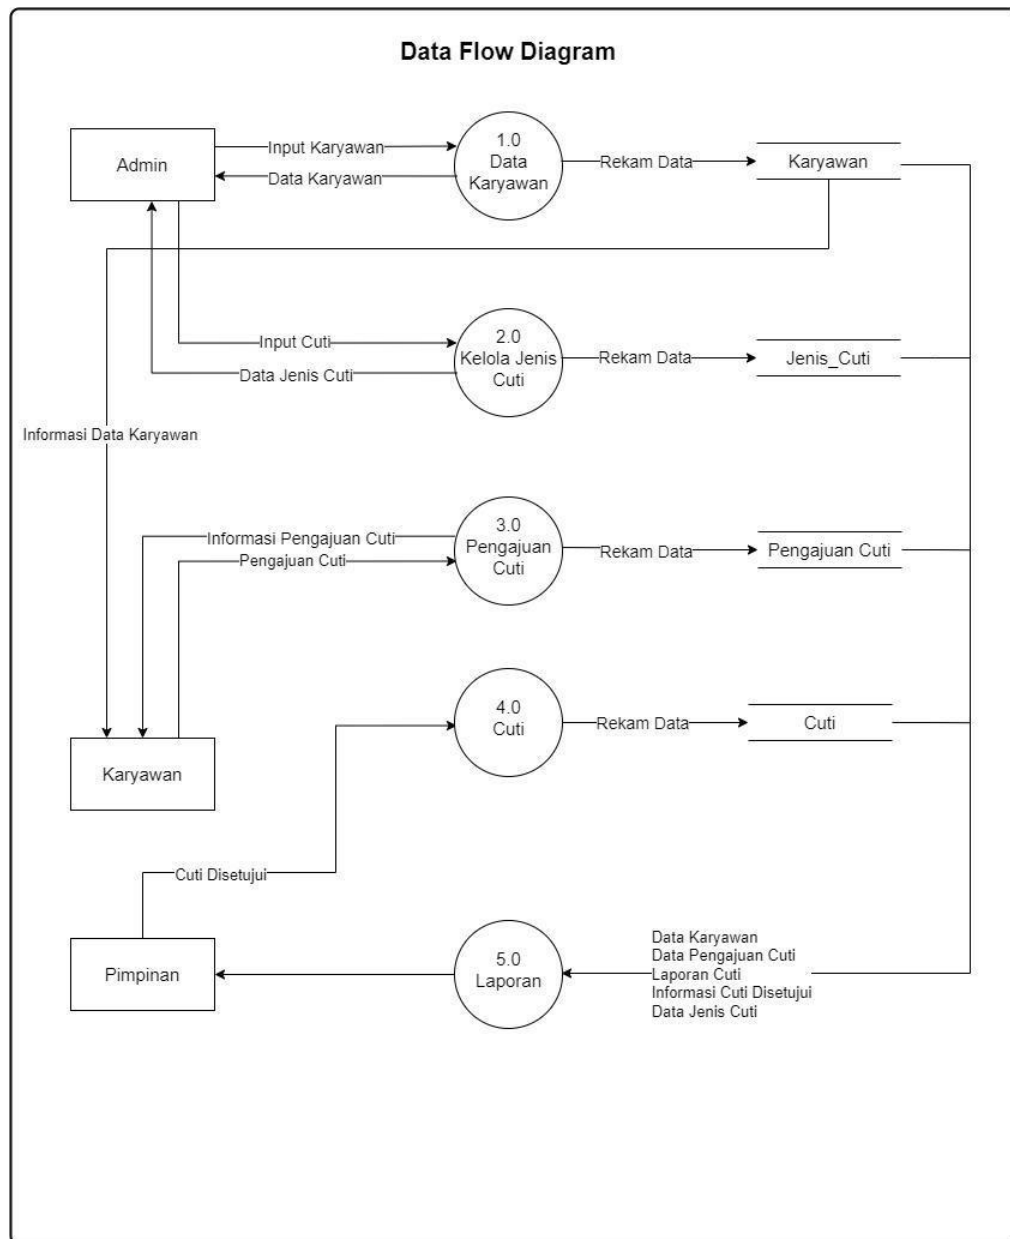 Data Flow Diagram
Admin
Input Karyawan
Data Karyawan
1.0
Data
Karyawan
Rekam Data
Karyawan
Input Cuti
Data Jenis Cuti
2.0
Kelola Jenis
Cuti
Rekam Data
Jenis_Cuti
Informasi Data Karyawan
Informasi Pengajuan Cuti
Pengajuan Cuti
3.0
Pengajuan
Cuti
Rekam Data
Pengajuan Cuti
4.0
Cuti
Rekam Data
Cuti
Karyawan
Cuti Disetujui
Pimpinan
5.0
Laporan
Data Karyawan
Data Pengajuan Cuti
Laporan Cuti
Informasi Cuti Disetujui
Data Jenis Cuti